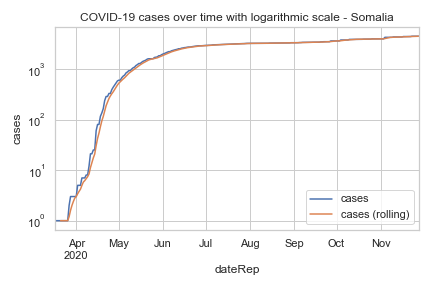 COVID-19 cases over time with logarithmic scale - Somalia
cases
10³
10²
10¹
10⁰
cases
cases (rolling)
Apr May Jun Jul Aug Sep Oct Nov
2020
dateRep